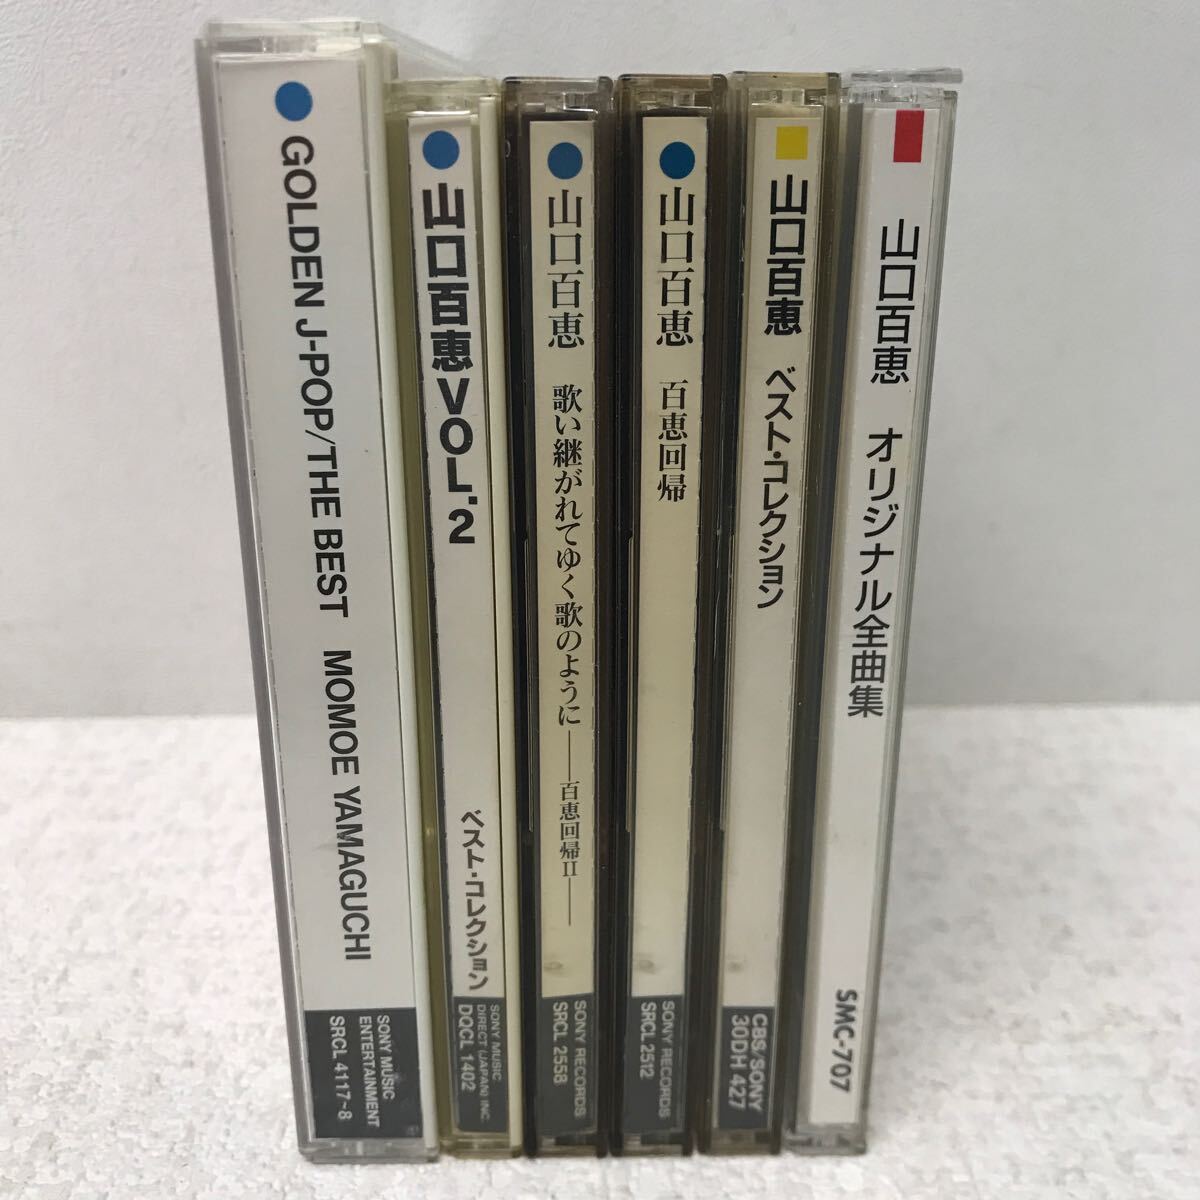 GOLDEN J-POP/THE BEST MOMOE YAMAGUCHI
SONY MUSIC
ENTERTAINMENT
SRCL 4117~8
山口百恵VOL.2
ベスト・コレクション
SONY MUSIC
DIRECT (JAPAN) INC.
DQCL 1402
山口百恵 歌い継がれてゆく歌のように――百恵回帰II――
SONY RECORDS
SRCL 2558
山口百恵 百恵回帰
SONY RECORDS
SRCL 2512
山口百恵 ベスト・コレクション
CBS/SONY
30DH 427
山口百恵 オリジナル全曲集
SMC-707